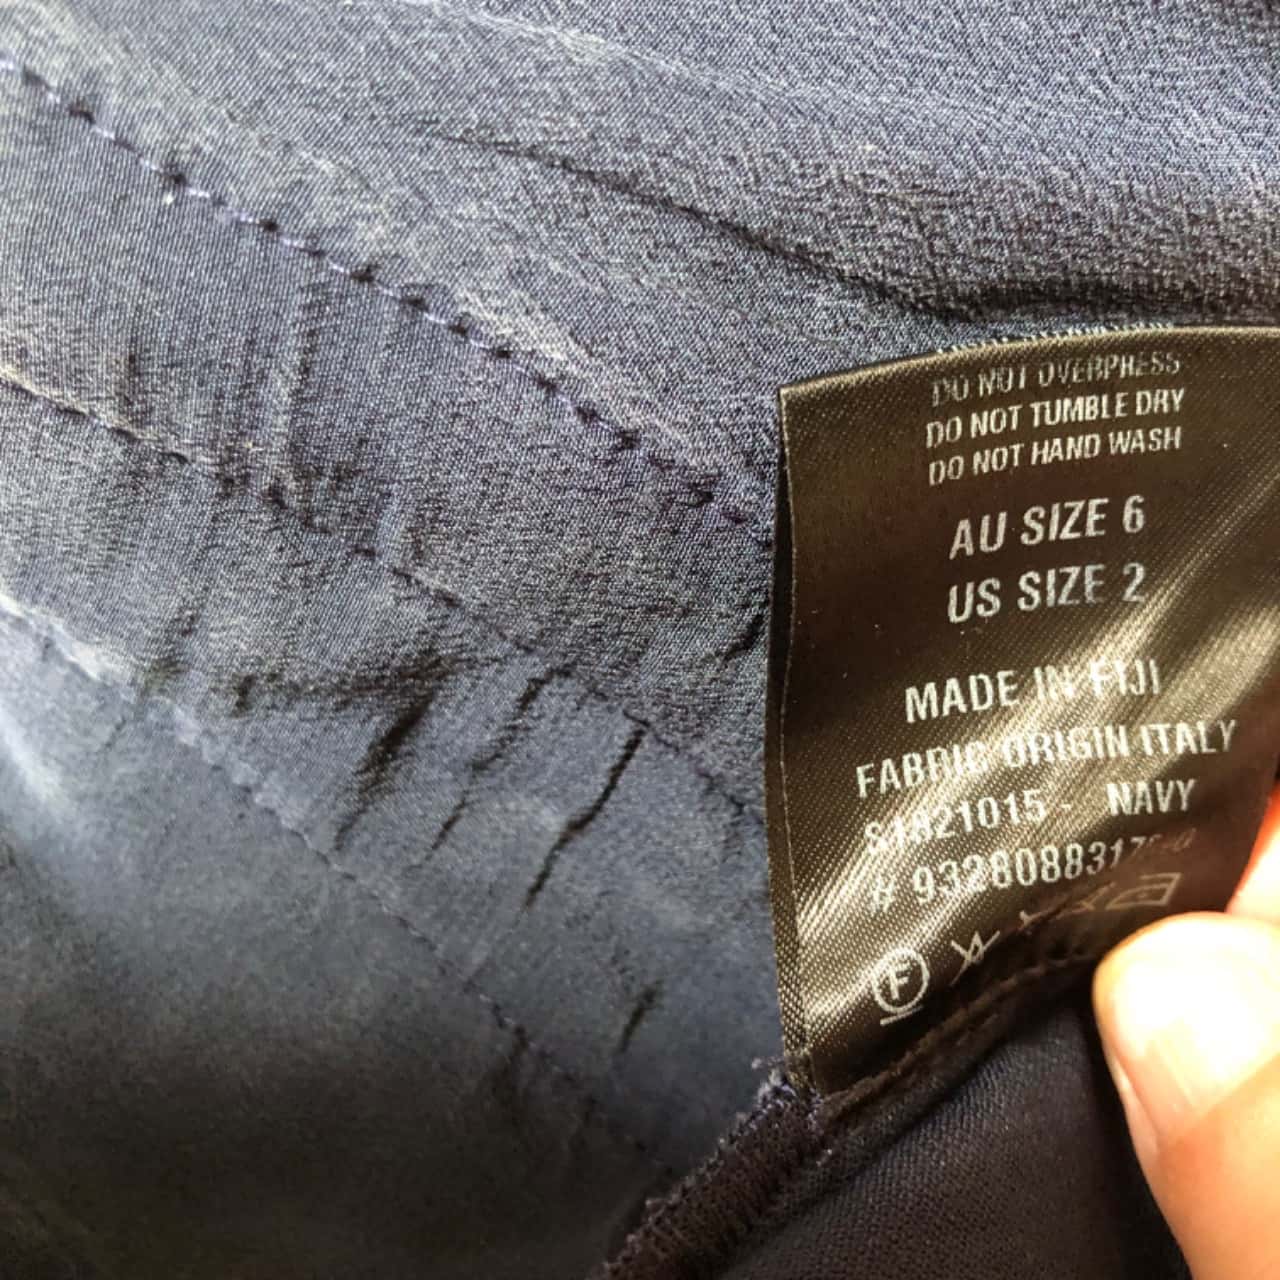 DO NOT OVERPRESS
DO NOT TUMBLE DRY
DO NOT HAND WASH
AU SIZE 6
US SIZE 2
MADE IN FIJI
FABRIC ORIGIN ITALY
S1821015 - NAVY
#
F